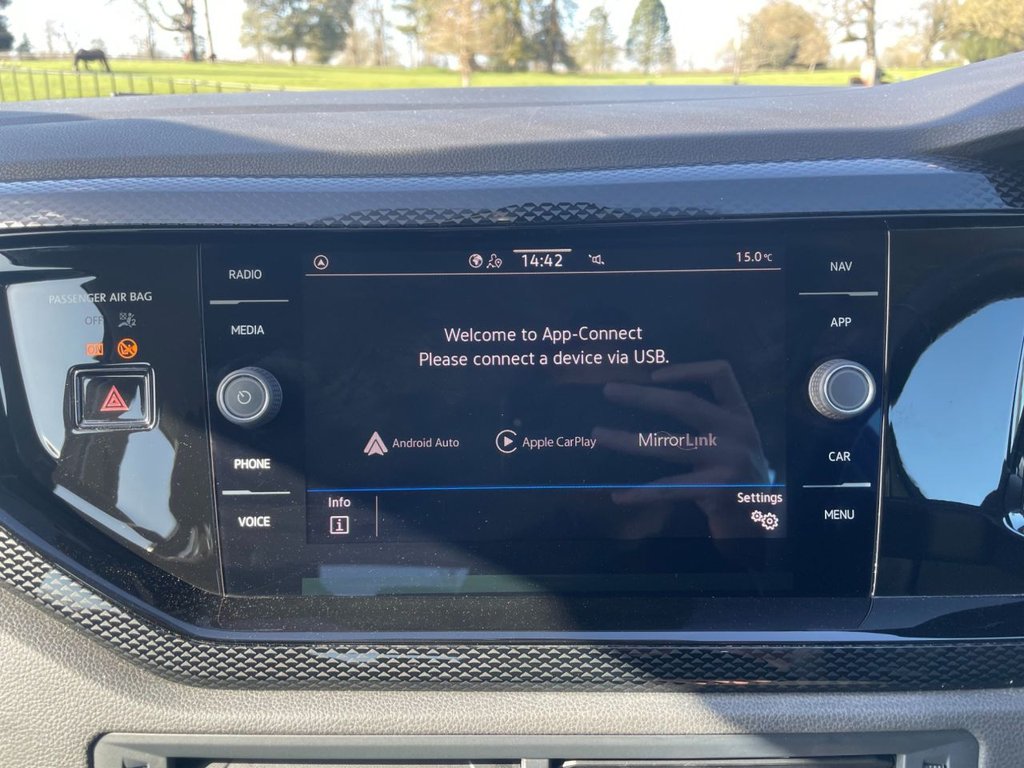 PASSENGER AIR BAG
OFF
2
ON
RADIO
MEDIA
PHONE
VOICE
14:42
15.0°C
Welcome to App-Connect
Please connect a device via USB.
Android Auto
Apple CarPlay
MirrorLink
Info
i
Settings
NAV
APP
CAR
MENU